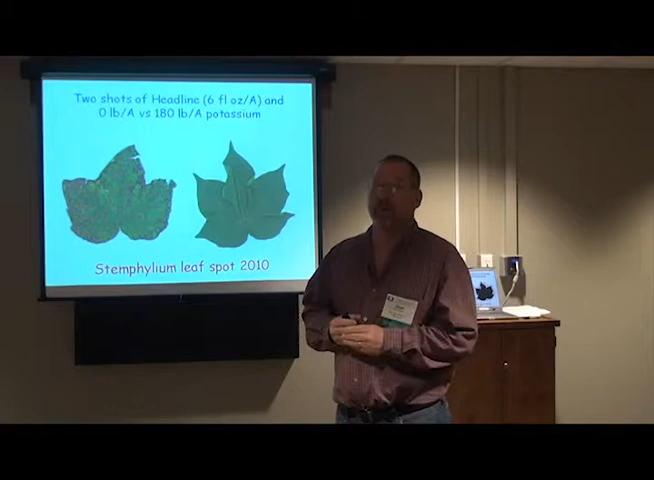 Two shots of Headline (6 fl oz/A) and
0 lb/A vs 180 lb/A potassium
Stemphylium leaf spot 2010